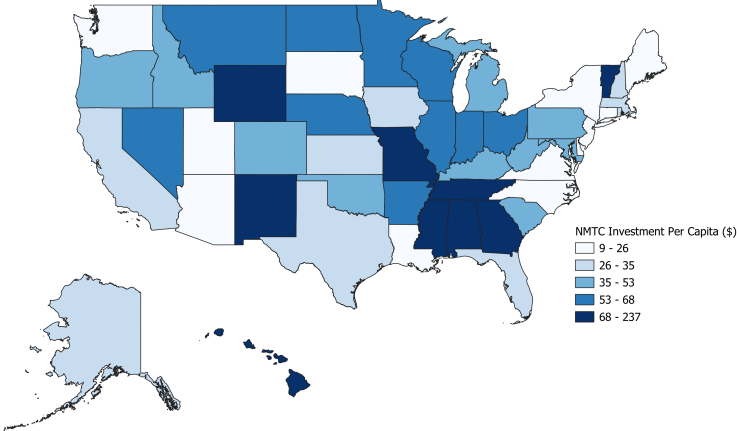 NMTC Investment Per Capita ($)
9 - 26
26 - 35
35 - 53
53 - 68
68 - 237